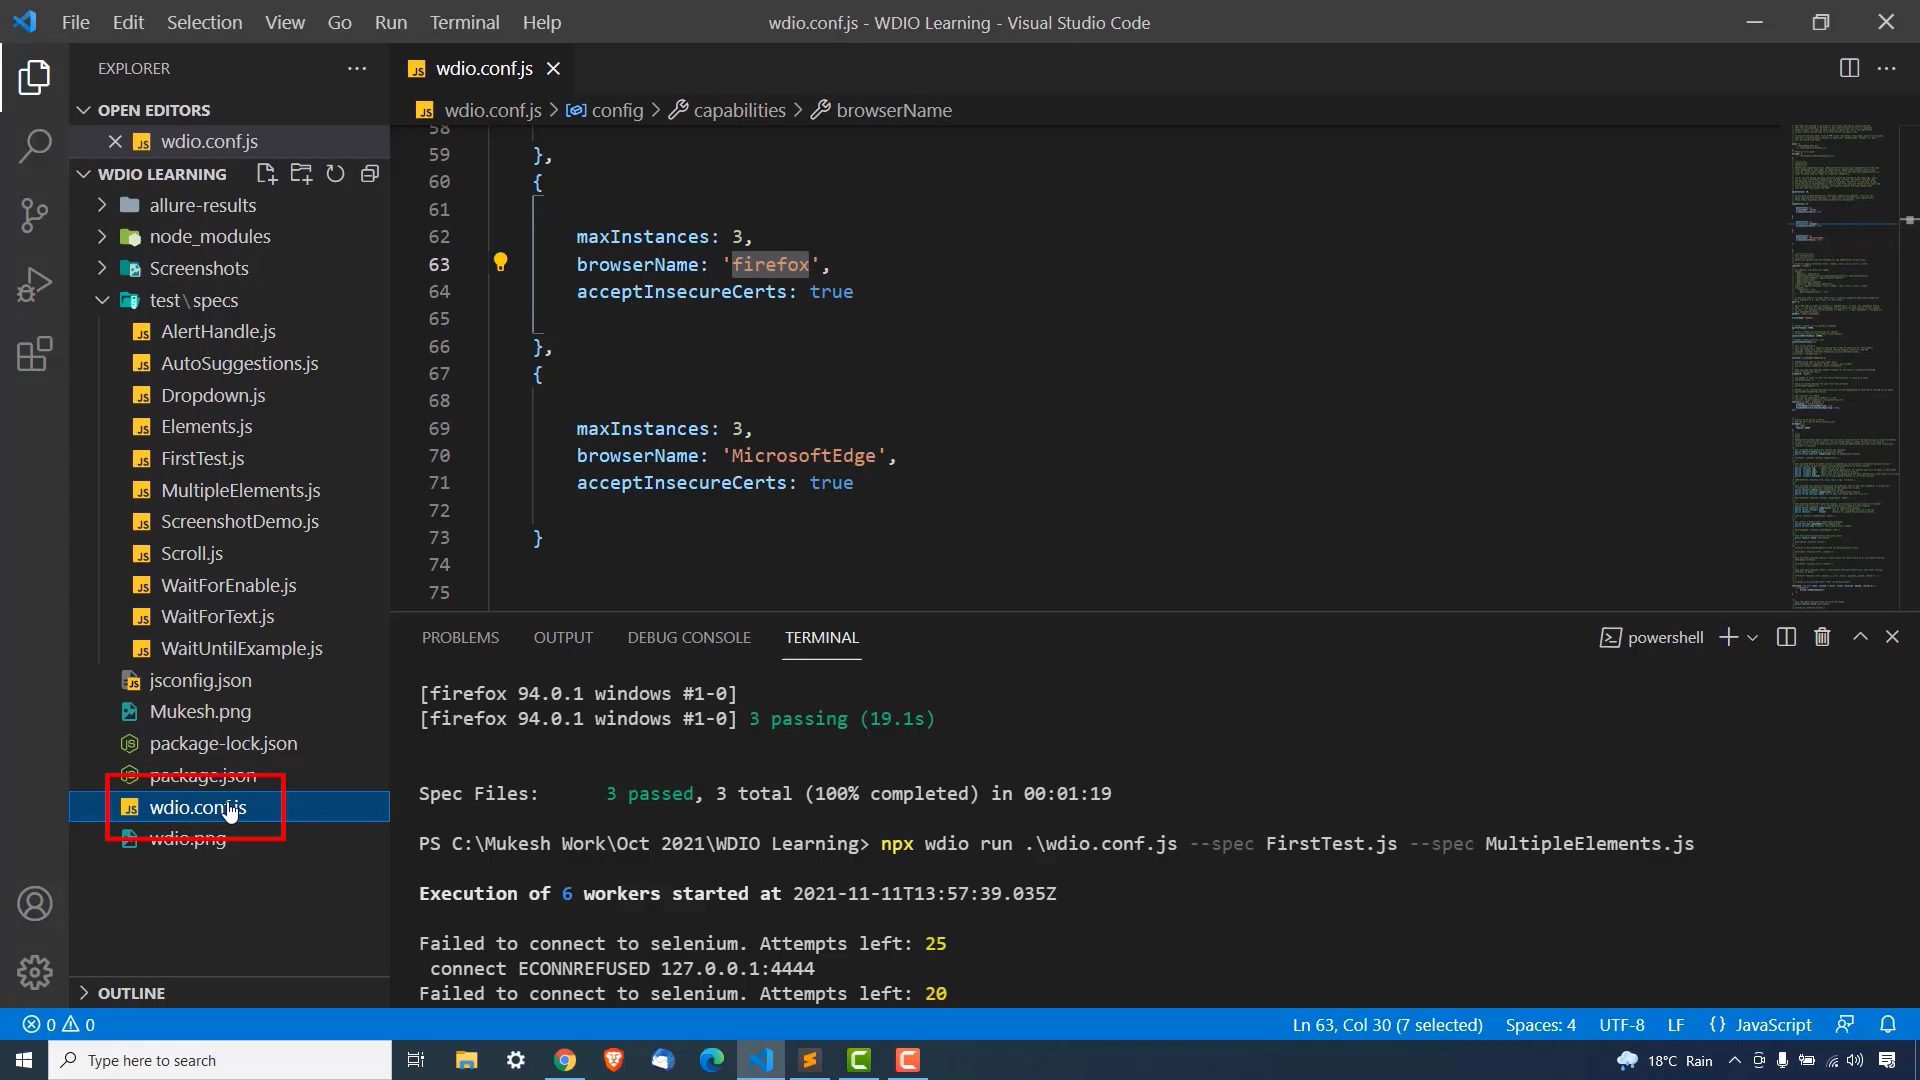 File Edit Selection View Go Run Terminal Help
wdio.conf.js - WDIO Learning - Visual Studio Code
EXPLORER
OPEN EDITORS
wdio.conf.js
WDIO LEARNING
allure-results
node_modules
Screenshots
test\specs
AlertHandle.js
AutoSuggestions.js
Dropdown.js
Elements.js
FirstTest.js
MultipleElements.js
ScreenshotDemo.js
Scroll.js
WaitForEnable.js
WaitForText.js
WaitUntilExample.js
jsconfig.json
Mukesh.png
package-lock.json
package.json
wdio.conf.js
wdio.png
OUTLINE
wdio.conf.js
wdio.conf.js > config > capabilities > browserName
58
59 },
60 {
61
62 maxInstances: 3,
63 browserName: 'firefox',
64 acceptInsecureCerts: true
65
66 },
67 {
68
69 maxInstances: 3,
70 browserName: 'MicrosoftEdge',
71 acceptInsecureCerts: true
72
73 }
74
75
PROBLEMS OUTPUT DEBUG CONSOLE TERMINAL
powershell
[firefox 94.0.1 windows #1-0]
[firefox 94.0.1 windows #1-0] 3 passing (19.1s)
Spec Files: 3 passed, 3 total (100% completed) in 00:01:19
PS C:\Mukesh Work\Oct 2021\WDIO Learning> npx wdio run .\wdio.conf.js --spec FirstTest.js --spec MultipleElements.js
Execution of 6 workers started at 2021-11-11T13:57:39.035Z
Failed to connect to selenium. Attempts left: 25
connect ECONNREFUSED 127.0.0.1:4444
Failed to connect to selenium. Attempts left: 20
0 0
Ln 63, Col 30 (7 selected) Spaces: 4 UTF-8 LF {} JavaScript
Type here to search
18°C Rain